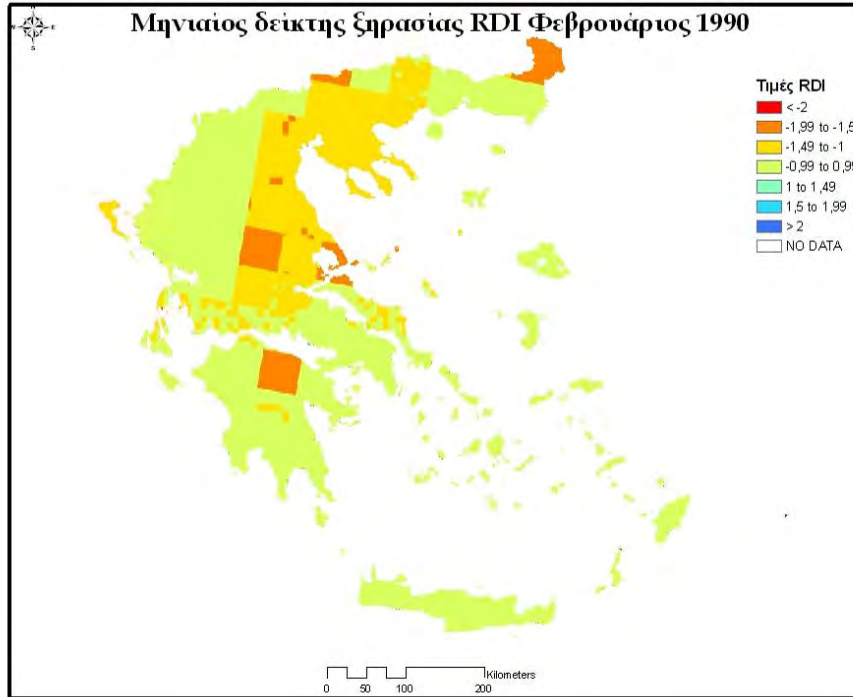 Μηνιαίος δείκτης ξηρασίας RDI Φεβρουάριος 1990
N
W
E
S
Τιμές RDI
< -2
-1,99 to -1,5
-1,49 to -1
-0,99 to 0,99
1 to 1,49
1,5 to 1,99
> 2
NO DATA
Kilometers
0 50 100 200